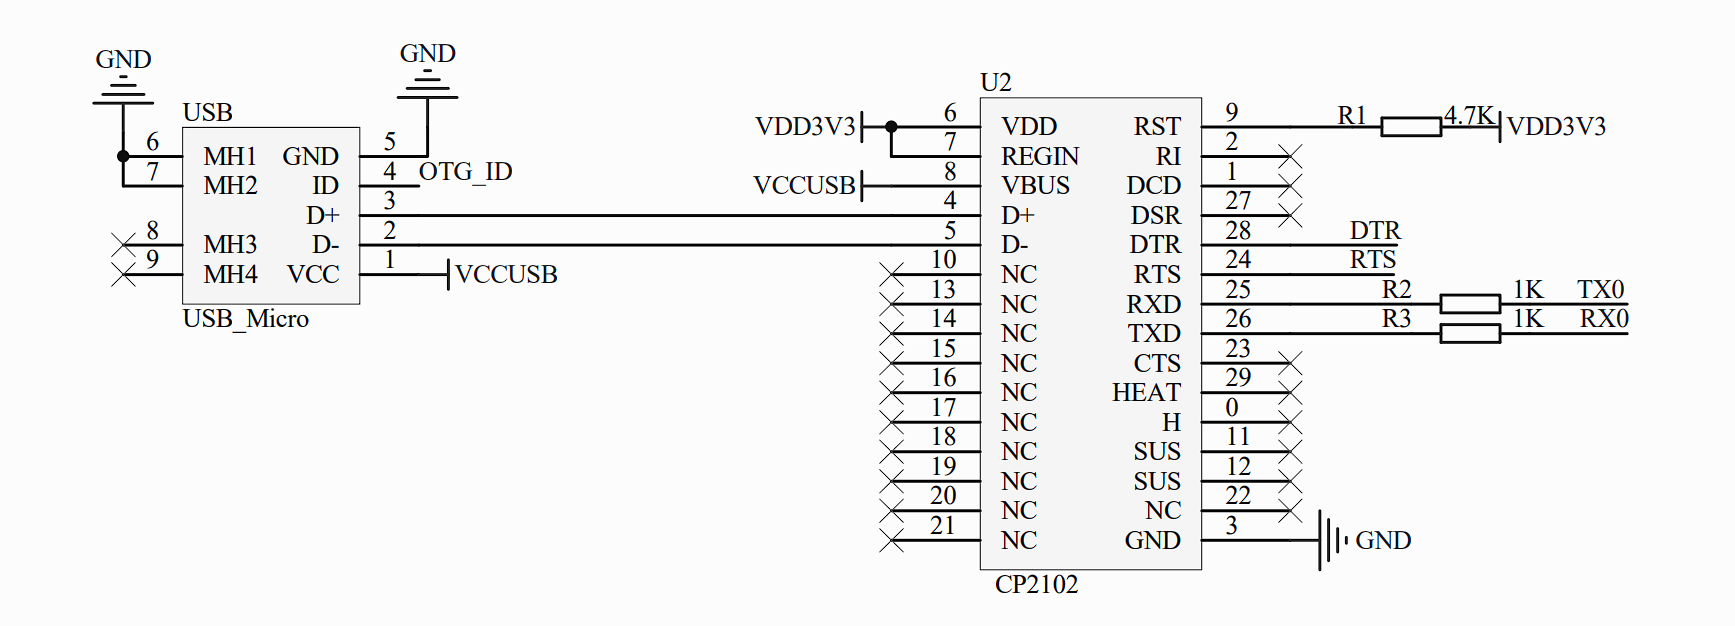 GND
GND
USB
6 MH1 GND 5
7 MH2 ID 4 OTG_ID
D+ 3
8 MH3 D- 2
9 MH4 VCC 1 VCCUSB
USB_Micro
U2
VDD3V3 6 VDD RST 9 R1 4.7K VDD3V3
7 REGIN RI 2
VCCUSB 8 VBUS DCD 1
4 D+ DSR 27
5 D- DTR 28 DTR
10 NC RTS 24 RTS
13 NC RXD 25 R2 1K TX0
14 NC TXD 26 R3 1K RX0
15 NC CTS 23
16 NC HEAT 29
17 NC H 0
18 NC SUS 11
19 NC SUS 12
20 NC NC 22
21 NC GND 3 GND
CP2102